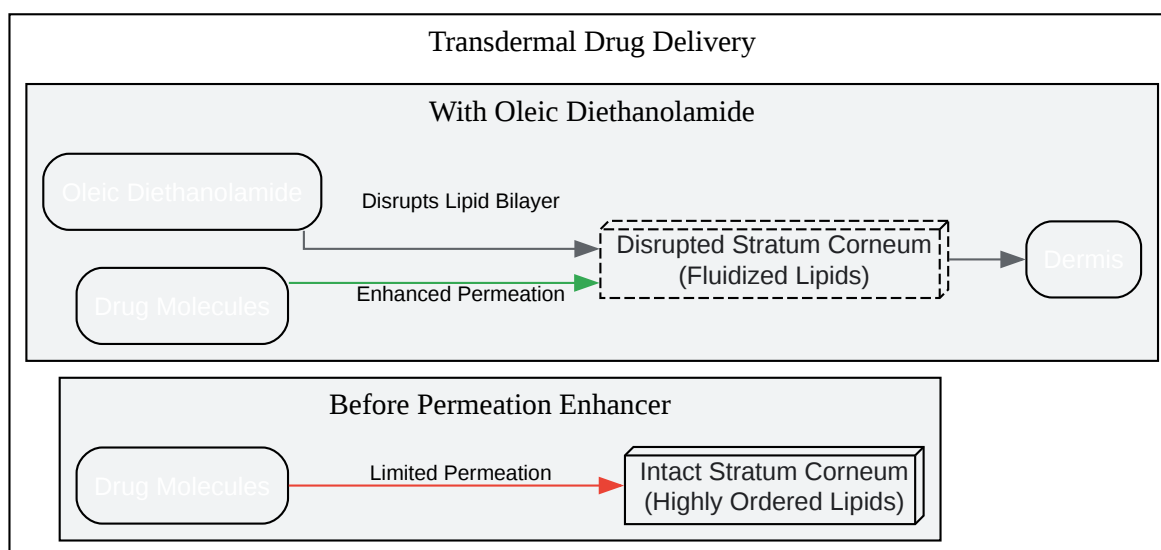 Transdermal Drug Delivery
With Oleic Diethanolamide
Oleic Diethanolamide
Disrupts Lipid Bilayer
Disrupted Stratum Corneum
(Fluidized Lipids)
Dermis
Drug Molecules
Enhanced Permeation
Before Permeation Enhancer
Drug Molecules
Limited Permeation
Intact Stratum Corneum
(Highly Ordered Lipids)